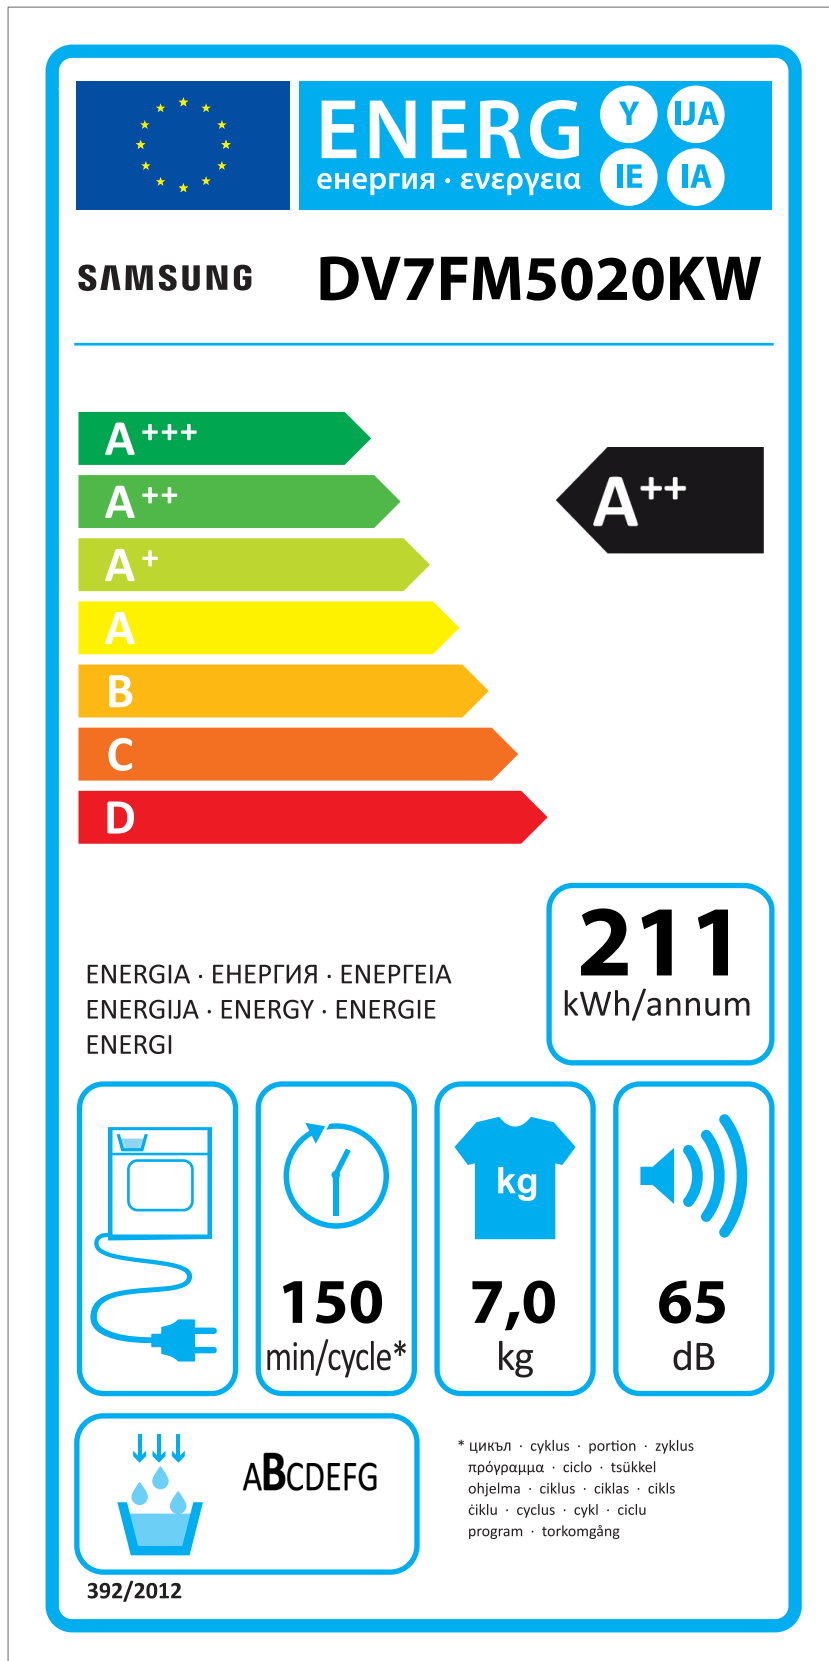 ENERG Y IJA
енергия · ενεργεια IE IA
SAMSUNG DV7FM5020KW
A+++
A++
A++
A+
A
B
C
D
211
kWh/annum
ENERGIA · ЕНЕРГИЯ · ΕΝΕΡΓΕΙΑ
ENERGIJA · ENERGY · ENERGIE
ENERGI
kg
150
min/cycle*
7,0
kg
65
dB
ABCDEFG
* цикъл · cyklus · portion · zyklus
πρόγραμμα · ciclo · tsükkel
ohjelma · ciklus · ciklas · cikls
ċiklu · cyclus · cykl · ciclu
program · torkomgång
392/2012